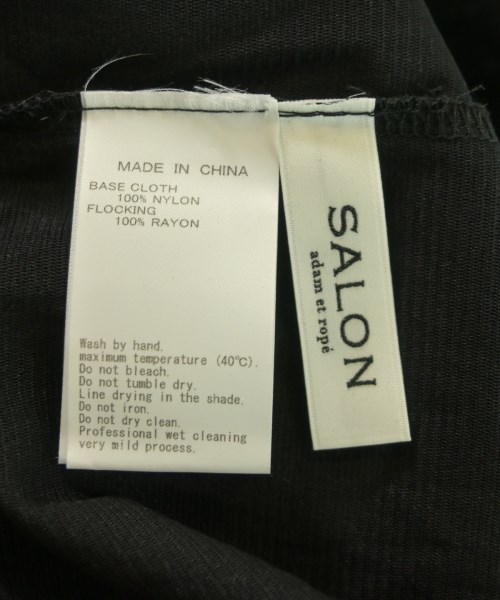 MADE IN CHINA
BASE CLOTH
100% NYLON
FLOCKING
100% RAYON
Wash by hand.
maximum temperature (40℃).
Do not bleach.
Do not tumble dry.
Line drying in the shade.
Do not iron.
Do not dry clean.
Professional wet cleaning
very mild process.
SALON
adam et ropé